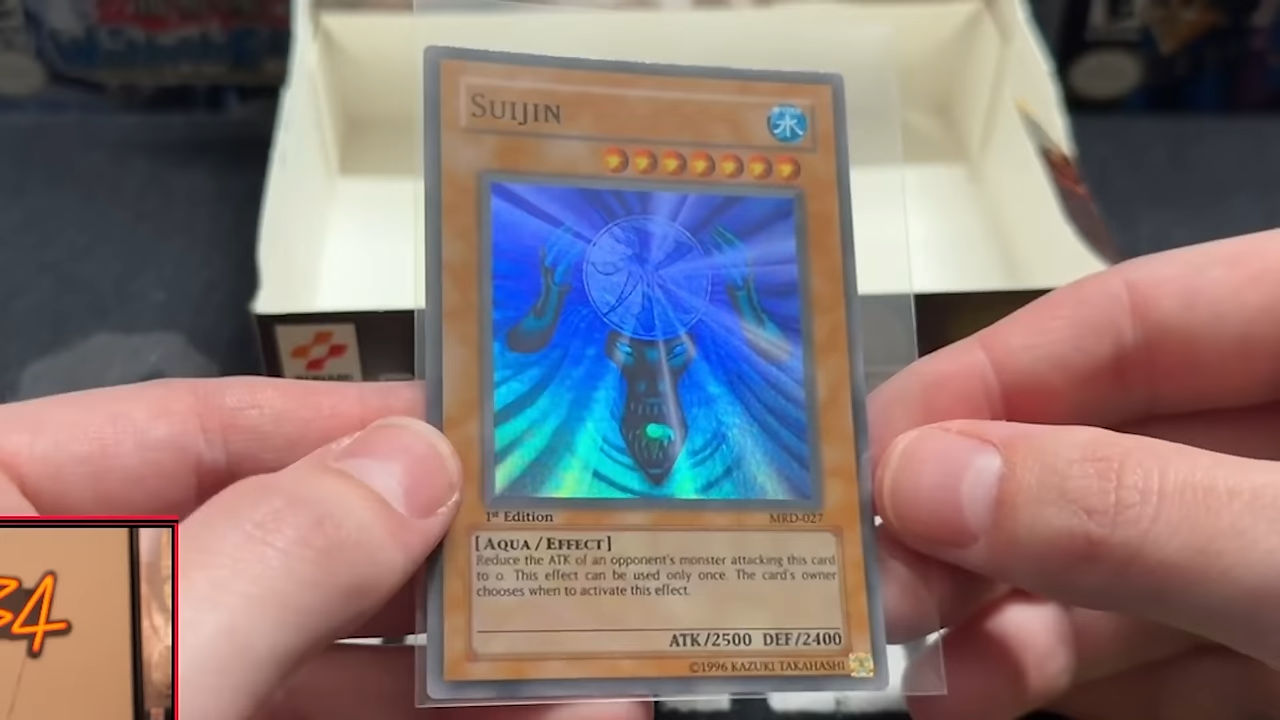 SUIJIN
水
1st Edition
MRD-027
[AQUA/EFFECT]
Reduce the ATK of an opponent's monster attacking this card
to 0. This effect can be used only once. The card's owner
chooses when to activate this effect.
ATK/2500 DEF/2400
©1996 KAZUKI TAKAHASHI
34